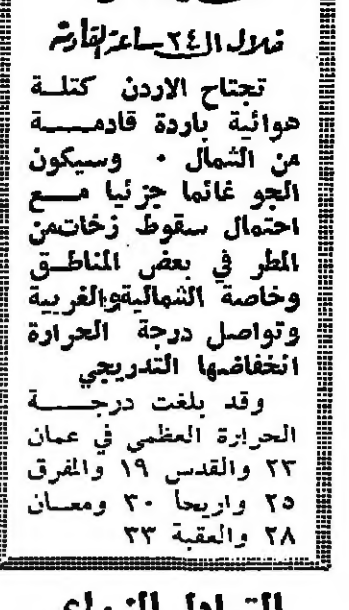 خلال ال٢٤ ساعة القادمة
تجتاح الاردن كتلة
هوائية باردة قادمة
من الشمال . وسيكون
الجو غائما جزئيا مع
احتمال سقوط زخات من
المطر في بعض المناطق
وخاصة الشمالية والغربية
وتواصل درجة الحرارة
انخفاضها التدريجي
وقد بلغت درجة
الحرارة العظمى في عمان
٢٣ والقدس ١٩ والمفرق
٢٥ واريحا ٣٠ ومعان
٢٨ والعقبة ٣٣